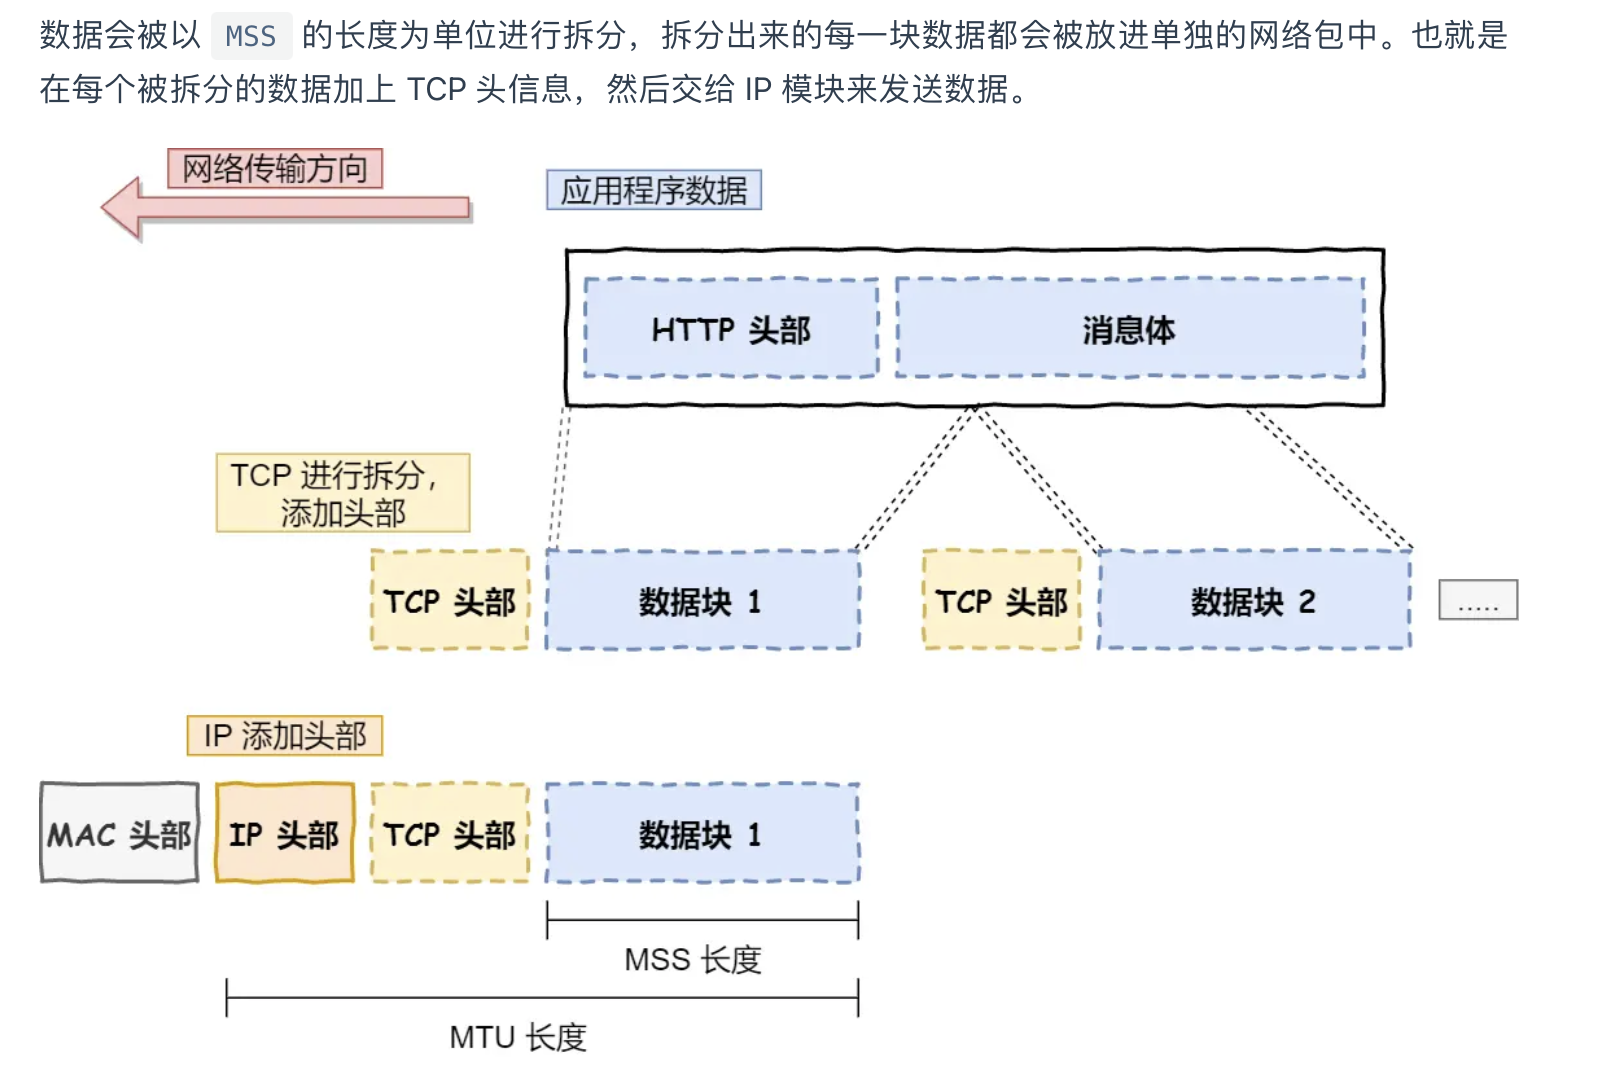 数据会被以 MSS 的长度为单位进行拆分，拆分出来的每一块数据都会被放进单独的网络包中。也就是
在每个被拆分的数据加上 TCP 头信息，然后交给 IP 模块来发送数据。
网络传输方向
应用程序数据
HTTP 头部
消息体
TCP 进行拆分，
添加头部
TCP 头部
数据块 1
TCP 头部
数据块 2
.....
IP 添加头部
MAC 头部
IP 头部
TCP 头部
数据块 1
MSS 长度
MTU 长度